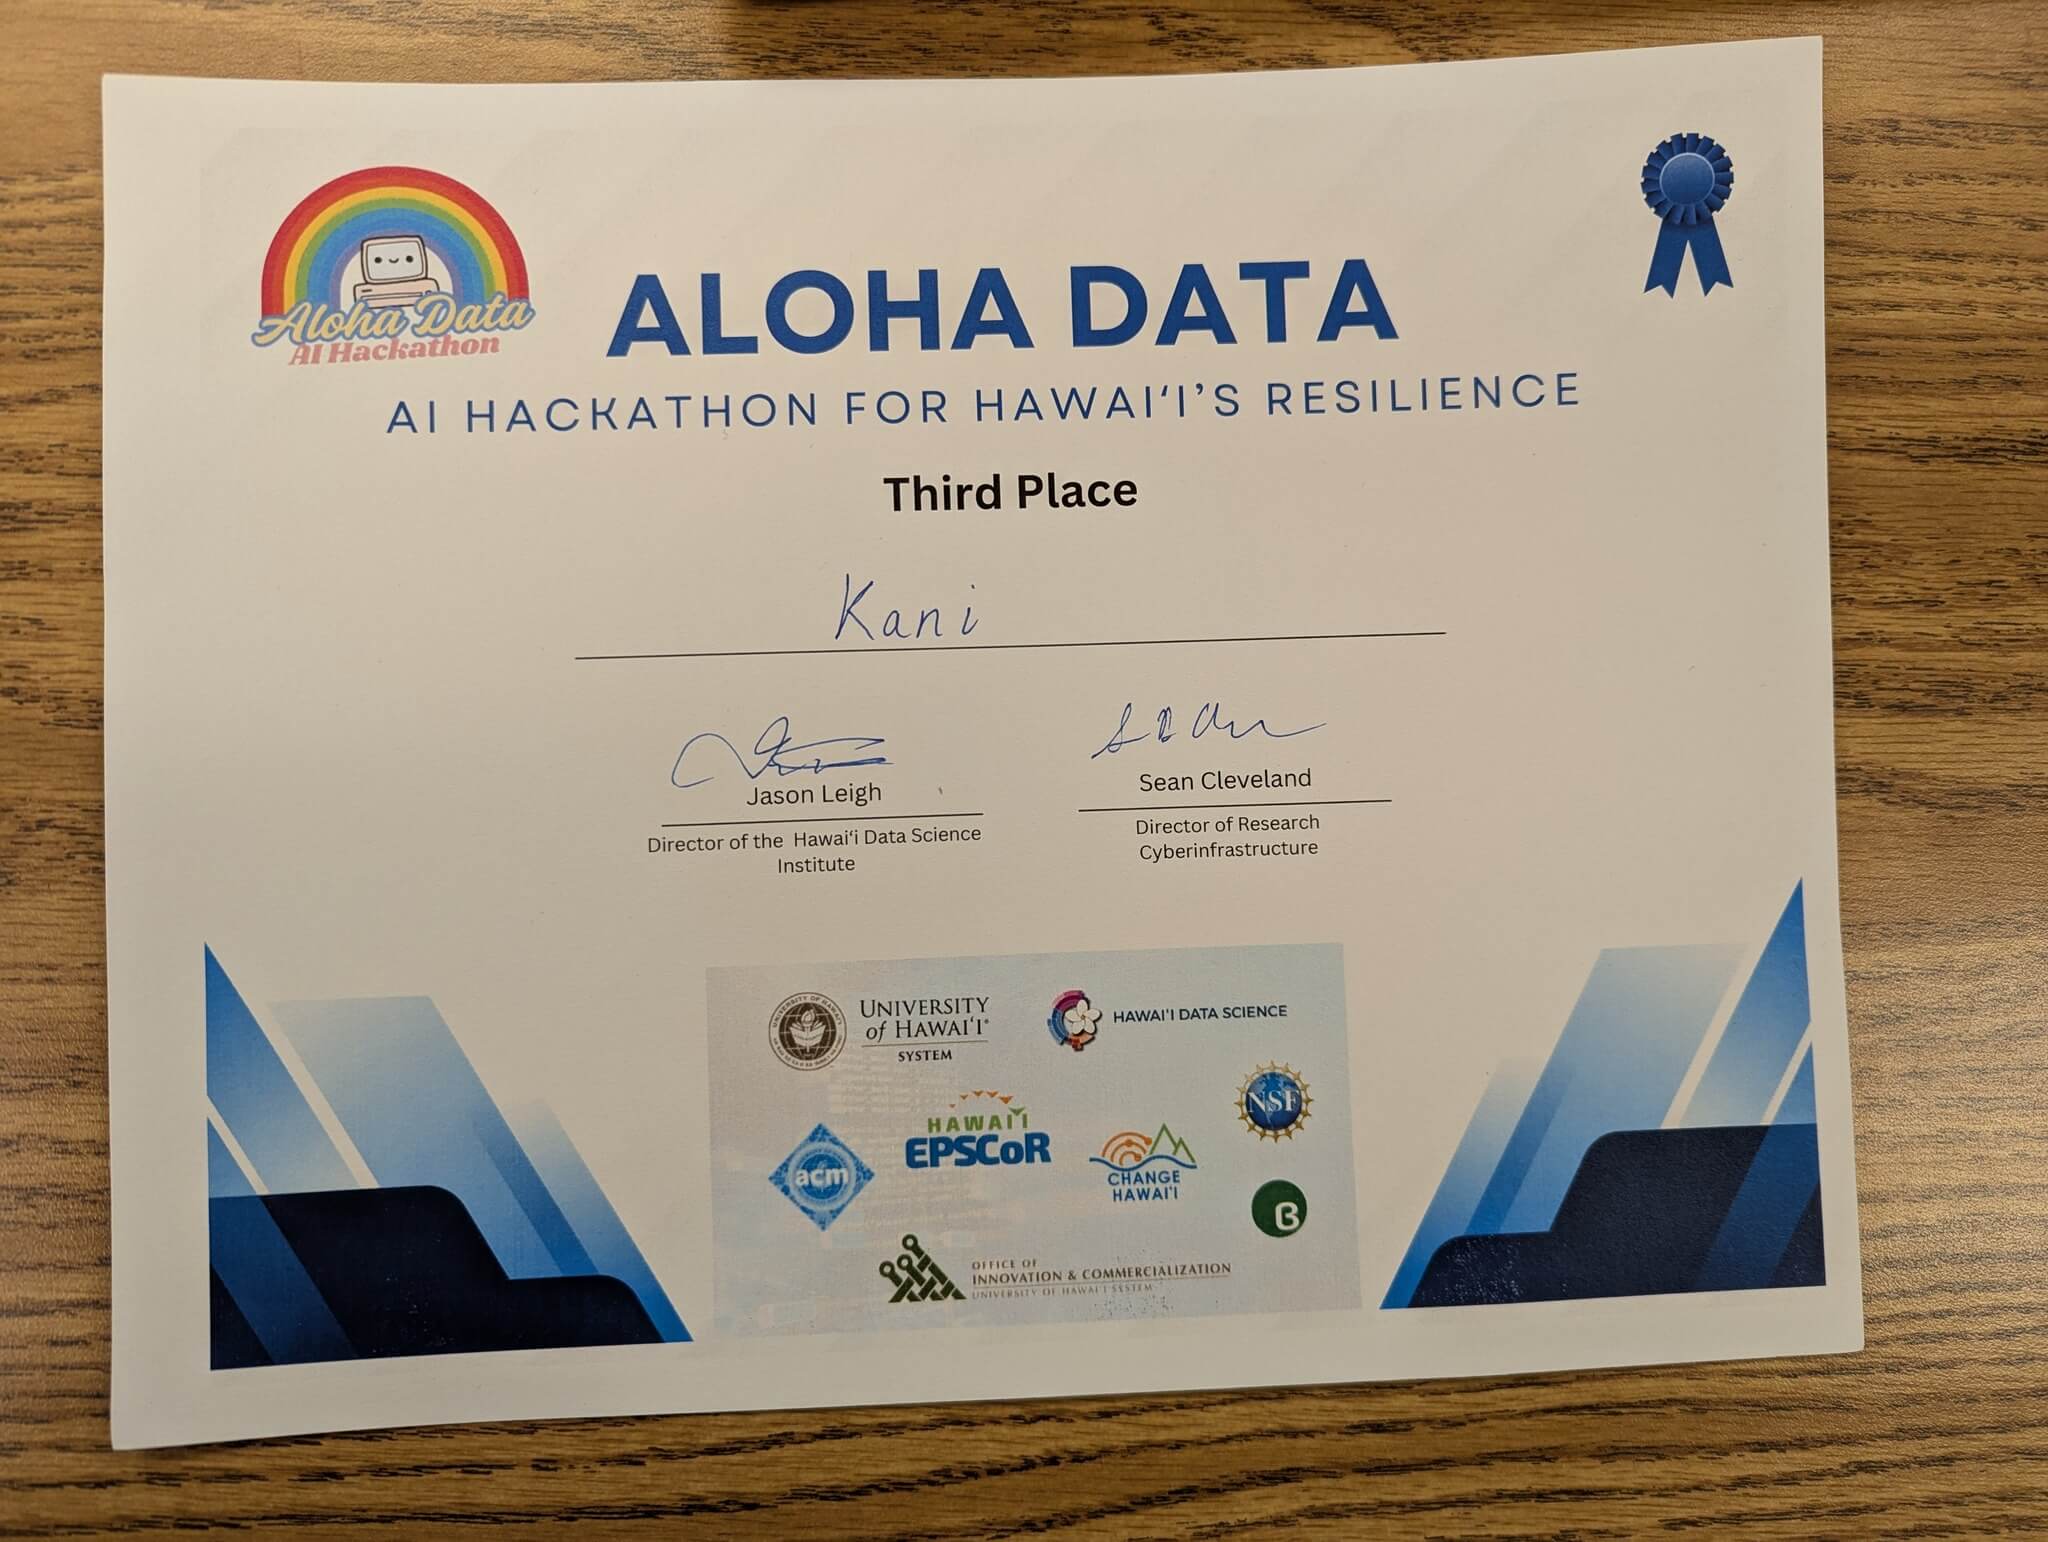 Aloha Data
AI Hackathon
ALOHA DATA
AI HACKATHON FOR HAWAIʻI’S RESILIENCE
Third Place
Kani
Jason Leigh
Director of the Hawaiʻi Data Science
Institute
Sean Cleveland
Director of Research
Cyberinfrastructure
UNIVERSITY
of HAWAIʻI®
SYSTEM
HAWAIʻI DATA SCIENCE
HAWAIʻI
EPSCoR
NSF
acm
CHANGE
HAWAIʻI
B
OFFICE OF
INNOVATION & COMMERCIALIZATION
UNIVERSITY OF HAWAIʻI SYSTEM